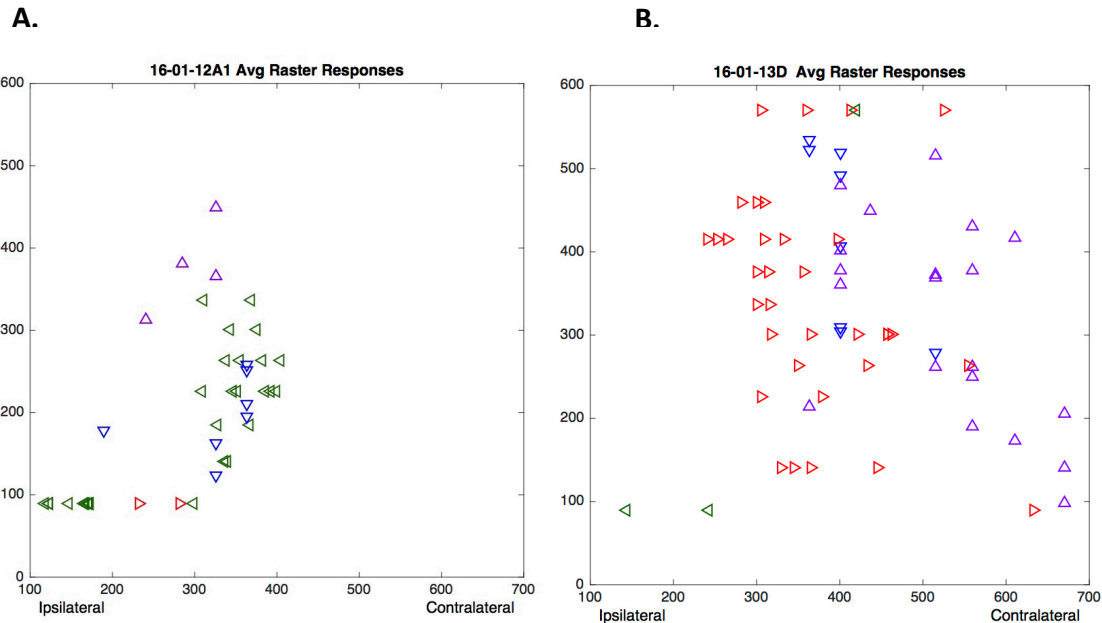 A.
B.
16-01-12A1 Avg Raster Responses
600
500
400
300
200
100
0
100 200 300 400 500 600 700
Ipsilateral Contralateral
16-01-13D Avg Raster Responses
600
500
400
300
200
100
0
100 200 300 400 500 600 700
Ipsilateral Contralateral